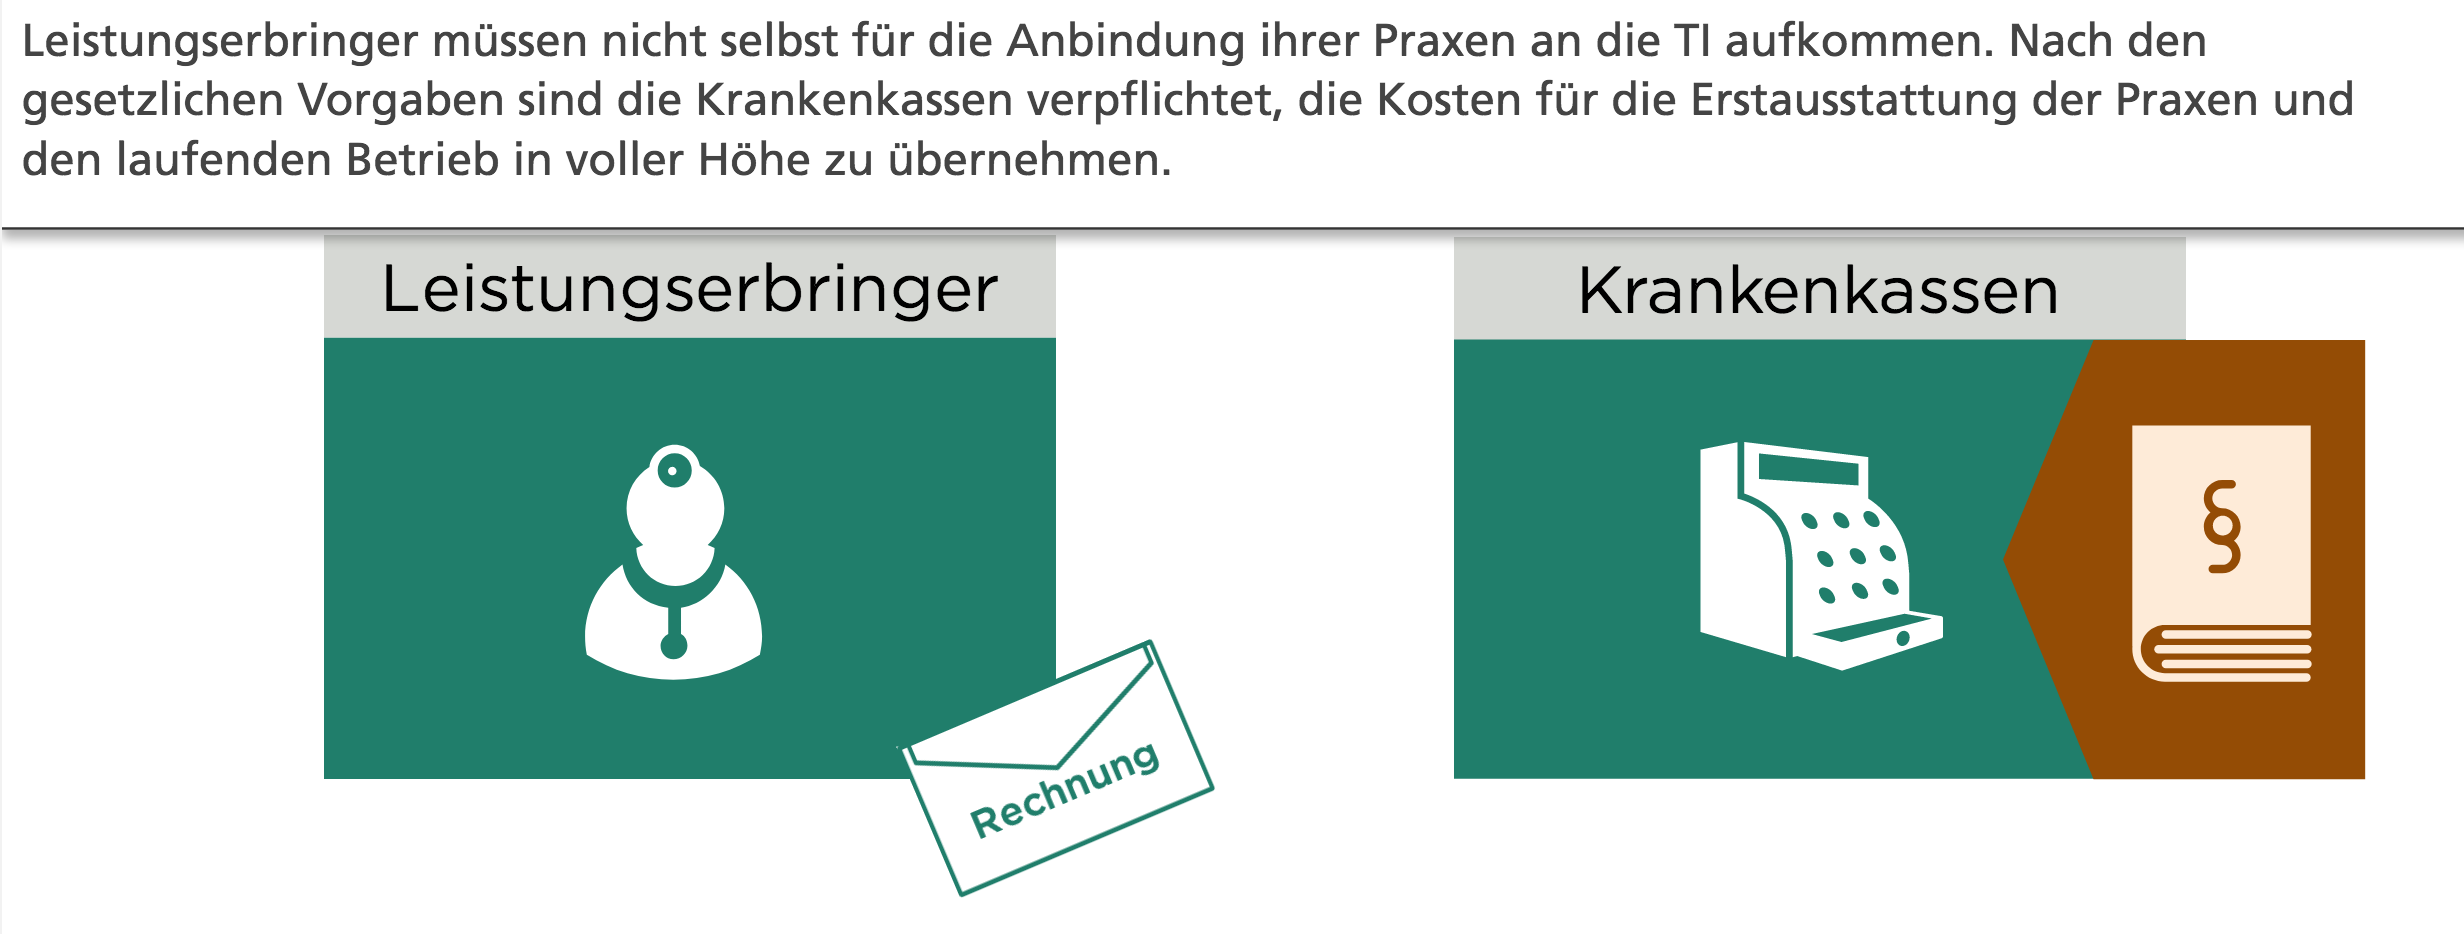 Leistungserbringer müssen nicht selbst für die Anbindung ihrer Praxen an die TI aufkommen. Nach den
gesetzlichen Vorgaben sind die Krankenkassen verpflichtet, die Kosten für die Erstausstattung der Praxen und
den laufenden Betrieb in voller Höhe zu übernehmen.
Leistungserbringer
Krankenkassen
§
Rechnung